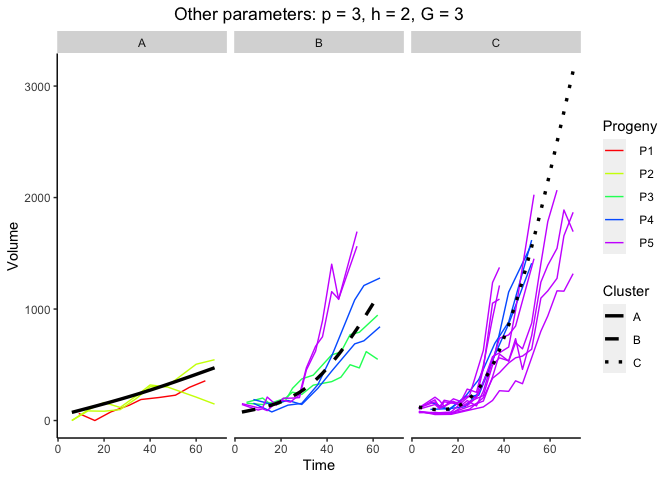 Other parameters: p = 3, h = 2, G = 3
A B C
Volume
3000
2000
1000
0
0 20 40 60 0 20 40 60 0 20 40 60
Time
Progeny
P1
P2
P3
P4
P5
Cluster
A
B
C